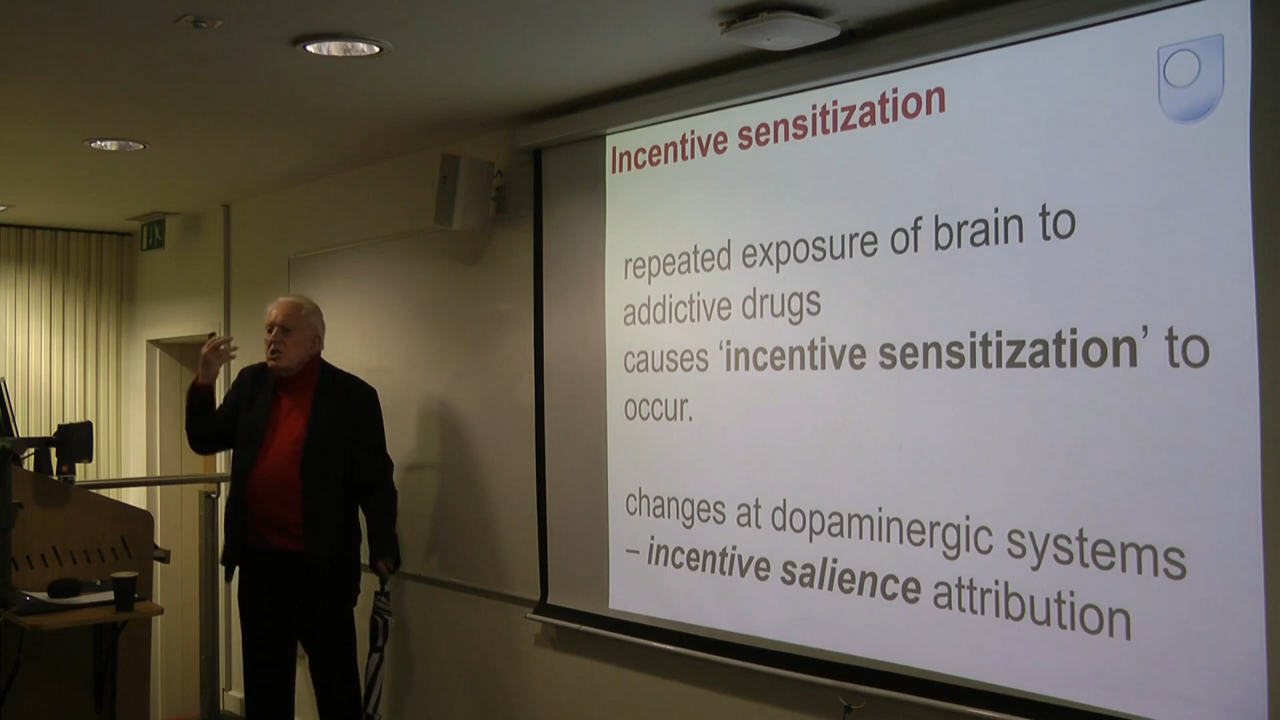 Incentive sensitization
repeated exposure of brain to
addictive drugs
causes ‘incentive sensitization’ to
occur.
changes at dopaminergic systems
– incentive salience attribution